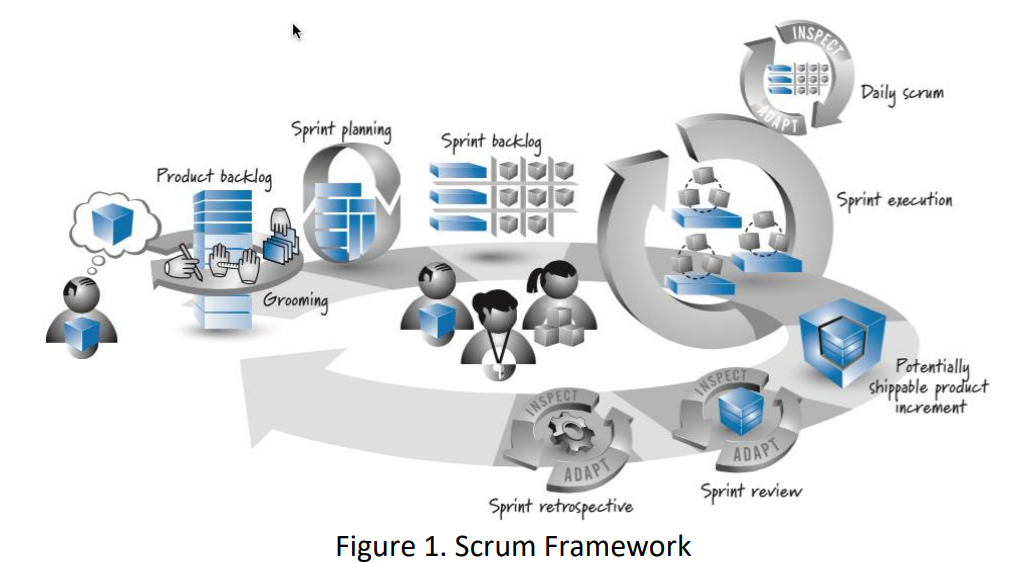 INSPECT
ADAPT
Daily scrum
Sprint planning
Sprint backlog
Product backlog
Sprint execution
Grooming
Potentially
shippable product
increment
INSPECT
ADAPT
Sprint review
INSPECT
ADAPT
Sprint retrospective
Figure 1. Scrum Framework